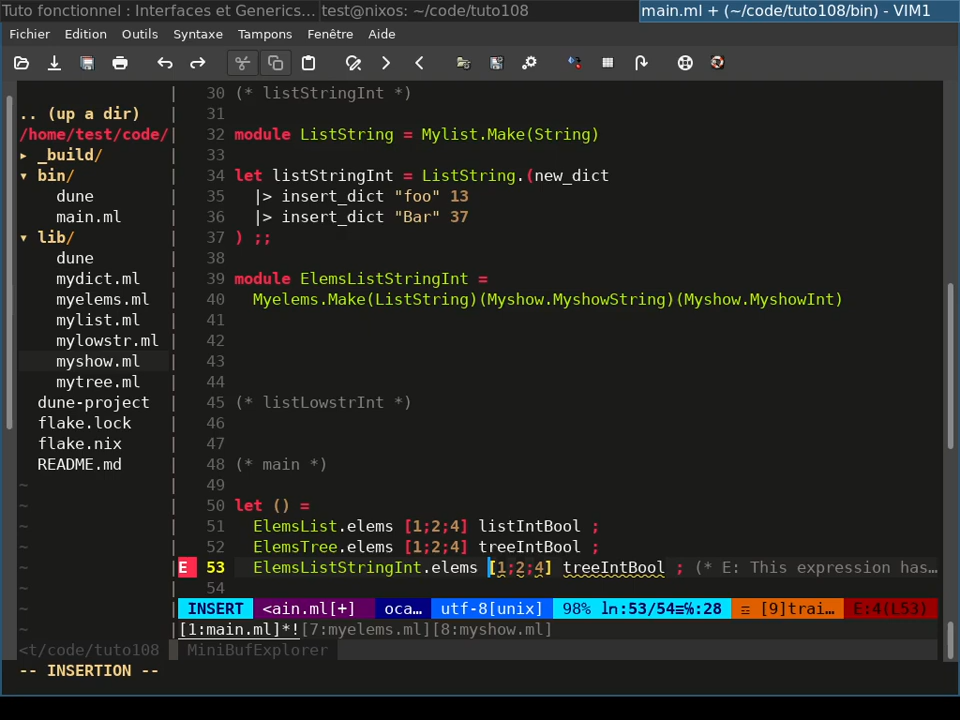 Tuto fonctionnel : Interfaces et Generics... test@nixos: ~/code/tuto108 main.ml + (~/code/tuto108/bin) - VIM1
Fichier Edition Outils Syntaxe Tampons Fenêtre Aide
30 (* listStringInt *)
.. (up a dir) 31
/home/test/code/ 32 module ListString = Mylist.Make(String)
▸ _build/ 33
▾ bin/ 34 let listStringInt = ListString.(new_dict
dune 35 |> insert_dict "foo" 13
main.ml 36 |> insert_dict "Bar" 37
▾ lib/ 37 ) ;;
dune 38
mydict.ml 39 module ElemsListStringInt =
myelems.ml 40 Myelems.Make(ListString)(Myshow.MyshowString)(Myshow.MyshowInt)
mylist.ml 41
mylowstr.ml 42
myshow.ml 43
mytree.ml 44
dune-project 45 (* listLowstrInt *)
flake.lock 46
flake.nix 47
README.md 48 (* main *)
~ 49
~ 50 let () =
~ 51 ElemsList.elems [1;2;4] listIntBool ;
~ 52 ElemsTree.elems [1;2;4] treeIntBool ;
~ E 53 ElemsListStringInt.elems [1;2;4] treeIntBool ; (* E: This expression has…
~ 54
~ INSERT <ain.ml[+] oca… utf-8[unix] 98% ln:53/54≡℅:28 ☲ [9]trai… E:4(L53)
~ [1:main.ml]*![7:myelems.ml][8:myshow.ml]
<t/code/tuto108 MiniBufExplorer
-- INSERTION --